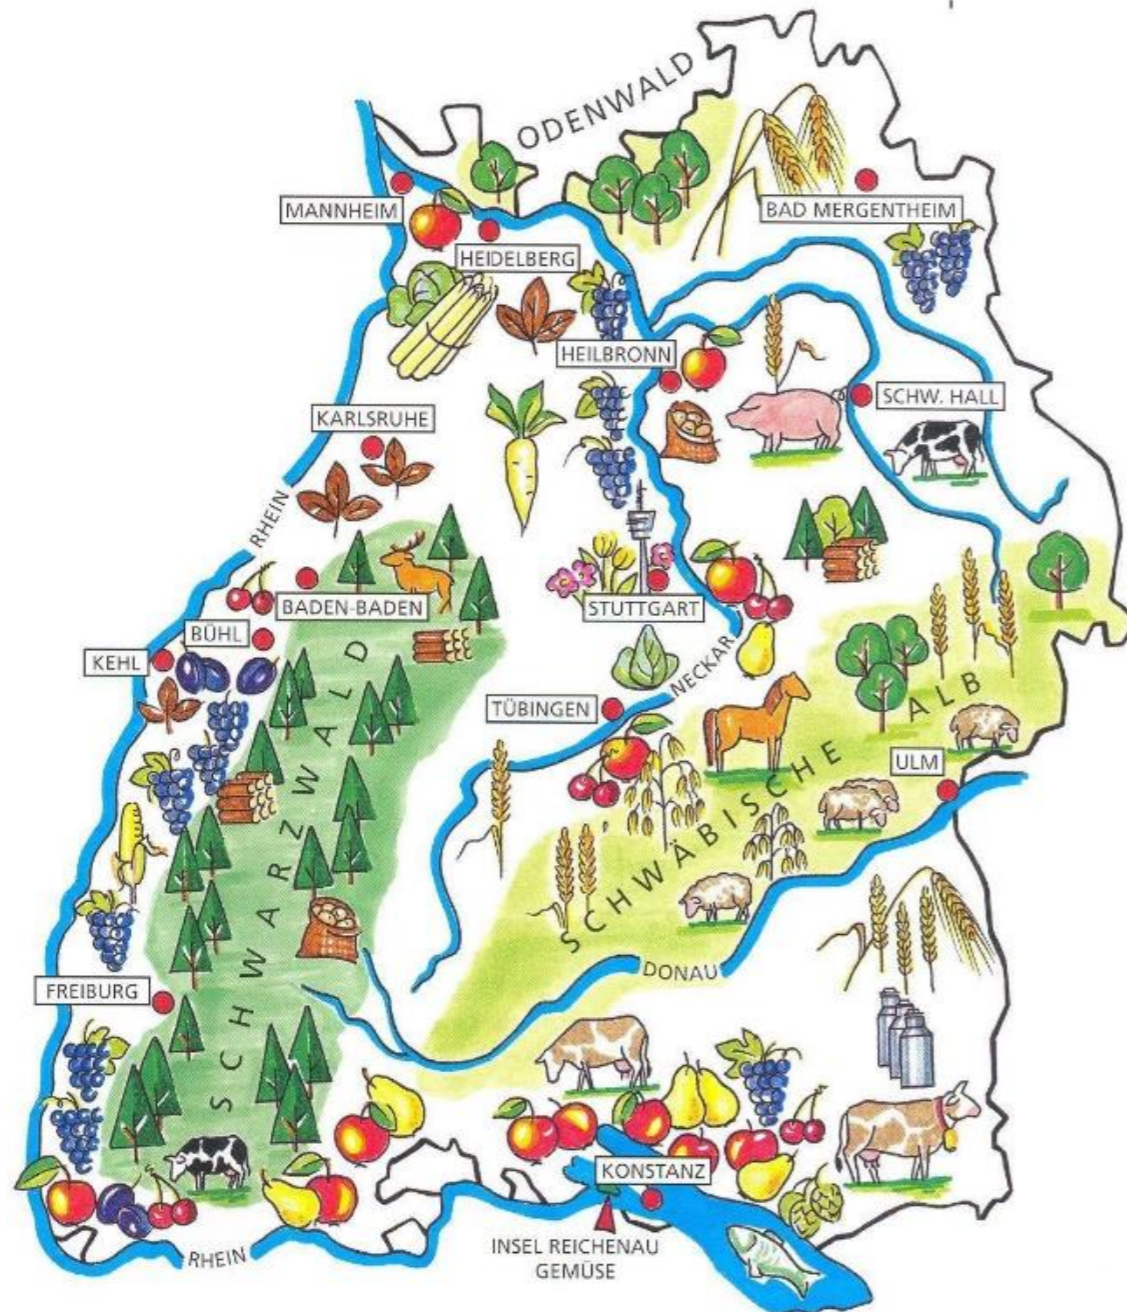 ODENWALD
MANNHEIM
BAD MERGENTHEIM
HEIDELBERG
HEILBRONN
SCHW. HALL
KARLSRUHE
RHEIN
BADEN-BADEN
STUTTGART
BÜHL
KEHL
NECKAR
TÜBINGEN
SCHWÄBISCHE ALB
ULM
SCHWARZWALD
DONAU
FREIBURG
KONSTANZ
INSEL REICHENAU
GEMÜSE
RHEIN